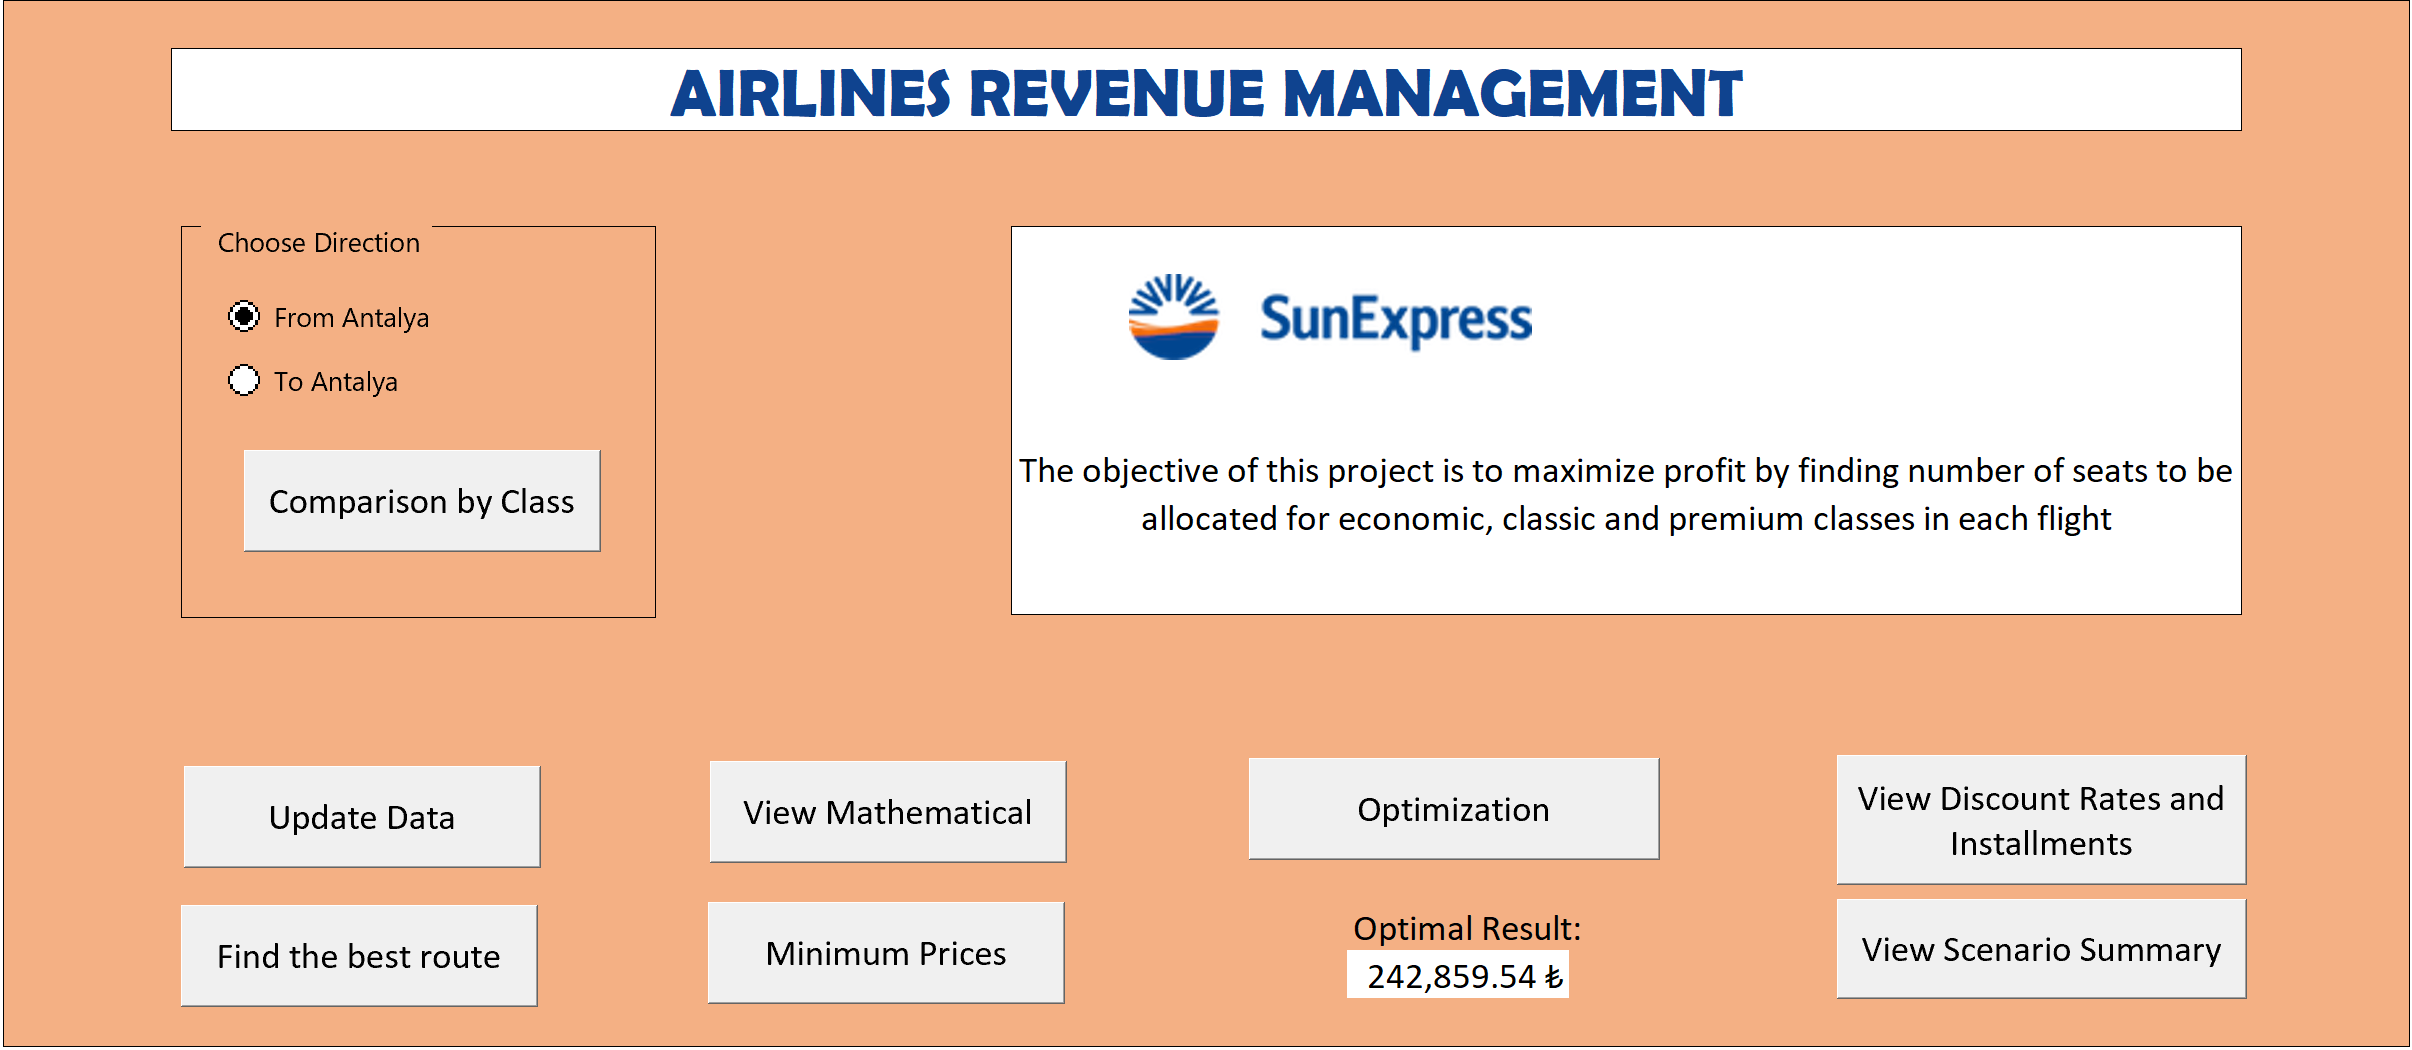 AIRLINES REVENUE MANAGEMENT
Choose Direction
From Antalya
To Antalya
Comparison by Class
SunExpress
The objective of this project is to maximize profit by finding number of seats to be
allocated for economic, classic and premium classes in each flight
Update Data
View Mathematical
Optimization
View Discount Rates and
Installments
Find the best route
Minimum Prices
Optimal Result:
242,859.54 ₺
View Scenario Summary